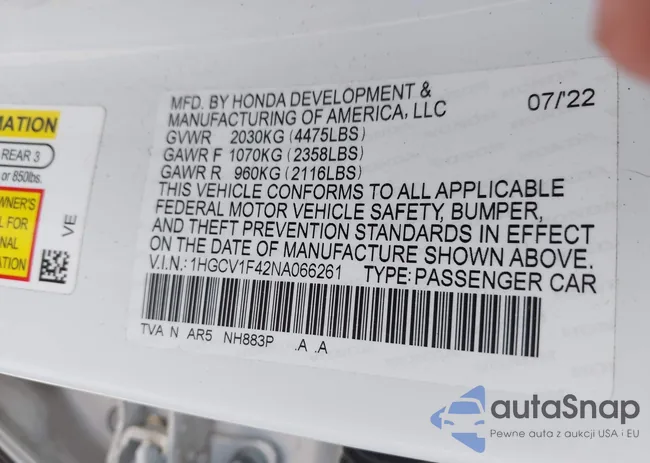 MFD. BY HONDA DEVELOPMENT &
MANUFACTURING OF AMERICA, LLC 07/'22
GVWR 2030KG (4475LBS)
GAWR F 1070KG (2358LBS)
GAWR R 960KG (2116LBS)
THIS VEHICLE CONFORMS TO ALL APPLICABLE
FEDERAL MOTOR VEHICLE SAFETY, BUMPER,
AND THEFT PREVENTION STANDARDS IN EFFECT
ON THE DATE OF MANUFACTURE SHOWN ABOVE.
V.I.N.: 1HGCV1F42NA066261 TYPE: PASSENGER CAR
TVA N AR5 NH883P .A .A
MATION
REAR 3
or 850lbs.
OWNER'S
L FOR
NAL
ATION
VE
autaSnap
Pewne auta z aukcji USA i EU